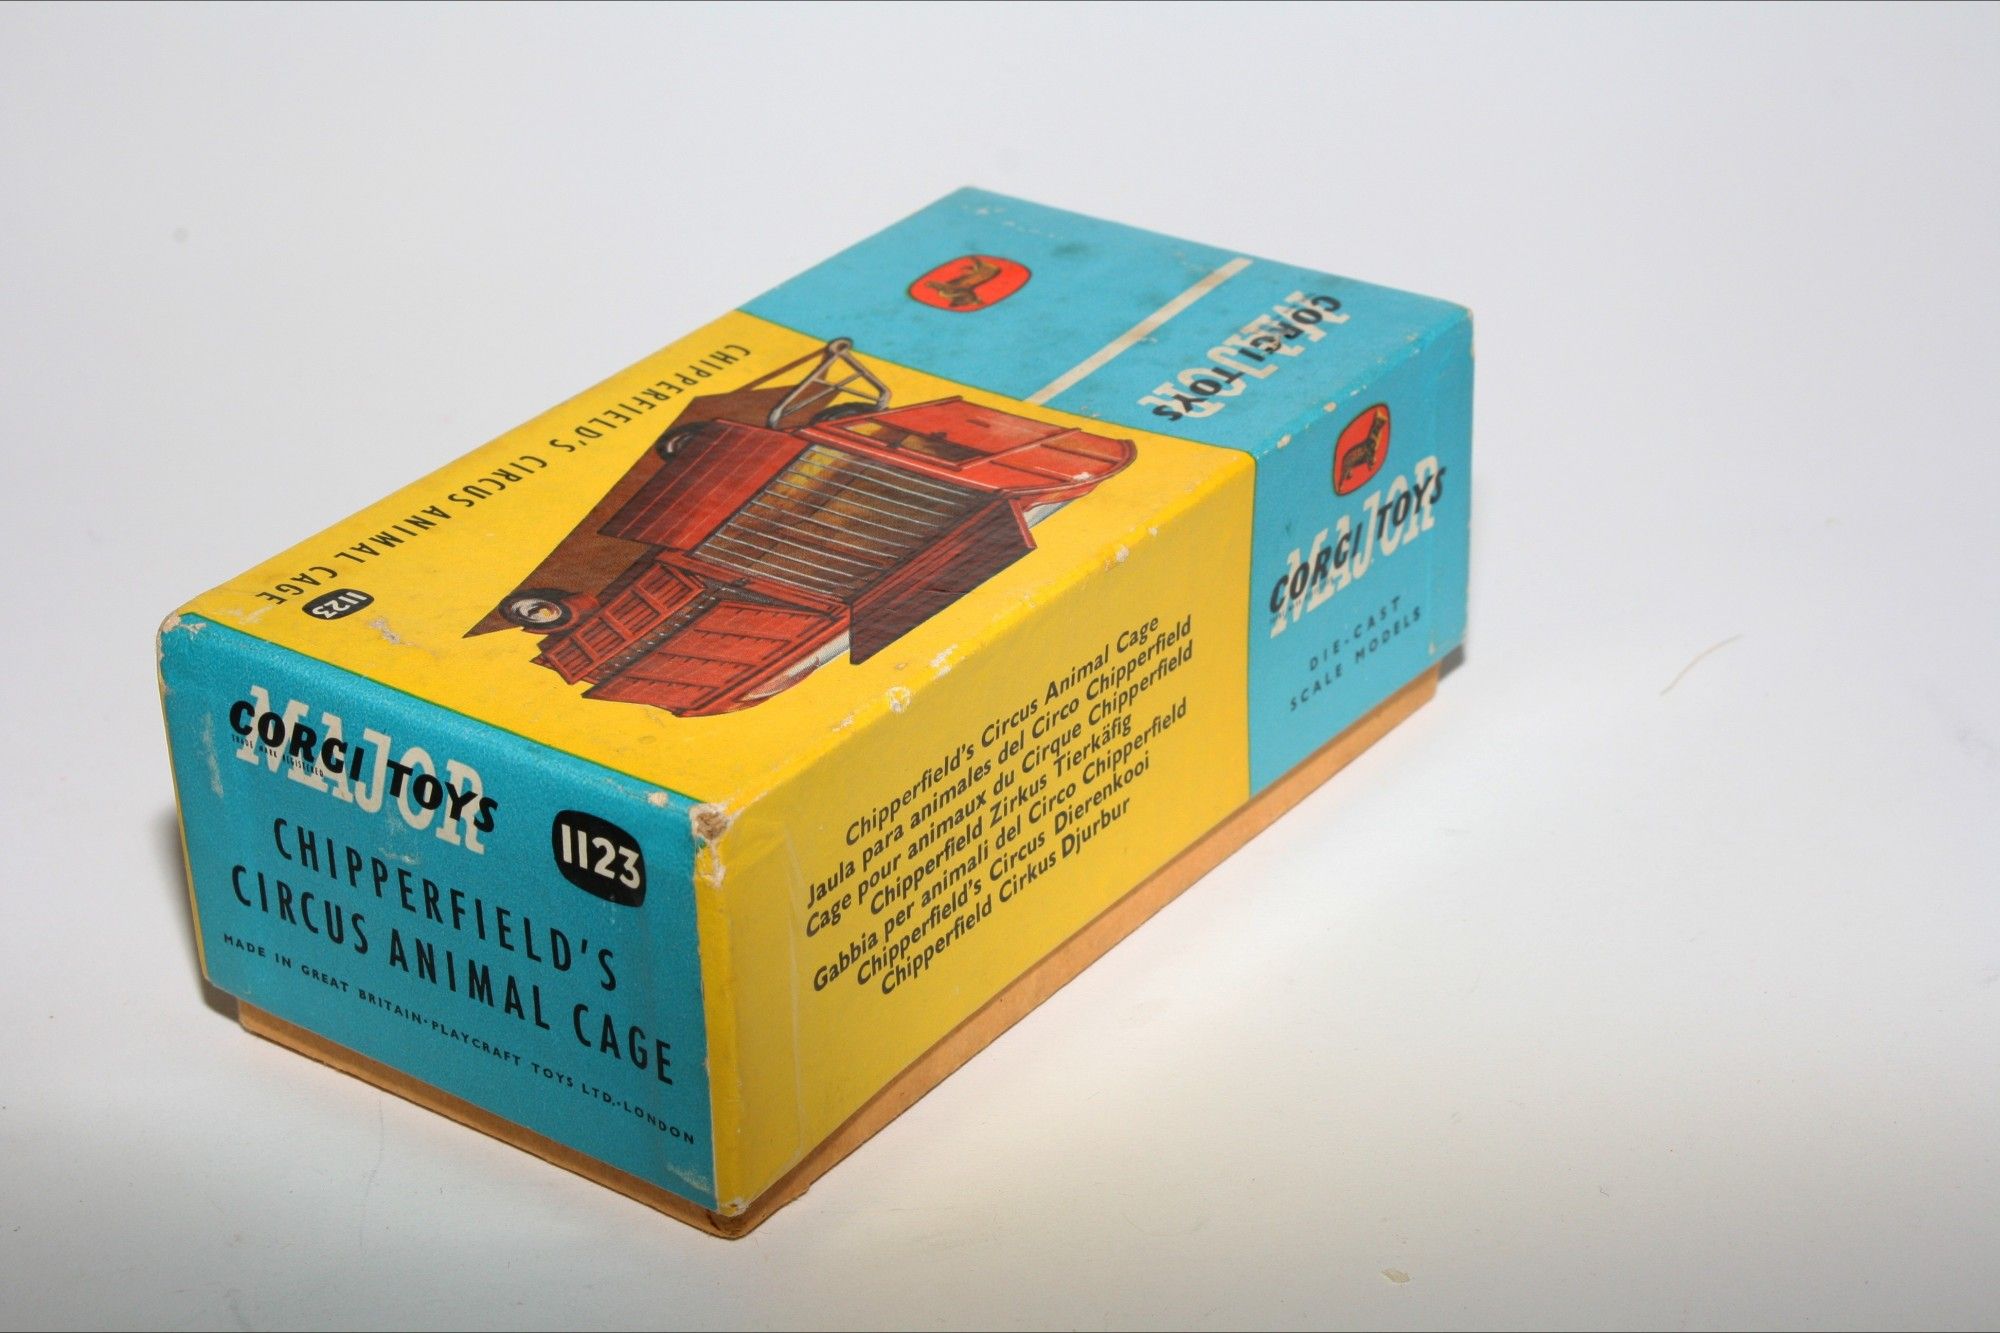 CORGI TOYS
MAJOR
CHIPPERFIELD'S CIRCUS ANIMAL CAGE
1123
CORGI TOYS
TRADE MARK REGISTERED
MAJOR
1123
CHIPPERFIELD'S
CIRCUS ANIMAL CAGE
MADE IN GREAT BRITAIN·PLAYCRAFT TOYS LTD.·LONDON
Chipperfield's Circus Animal Cage
Jaula para animales del Circo Chipperfield
Cage pour animaux du Cirque Chipperfield
Chipperfield Zirkus Tierkäfig
Gabbia per animali del Circo Chipperfield
Chipperfield's Circus Dierenkooi
Chipperfield Cirkus Djurbur
CORGI TOYS
MAJOR
DIE-CAST
SCALE MODELS